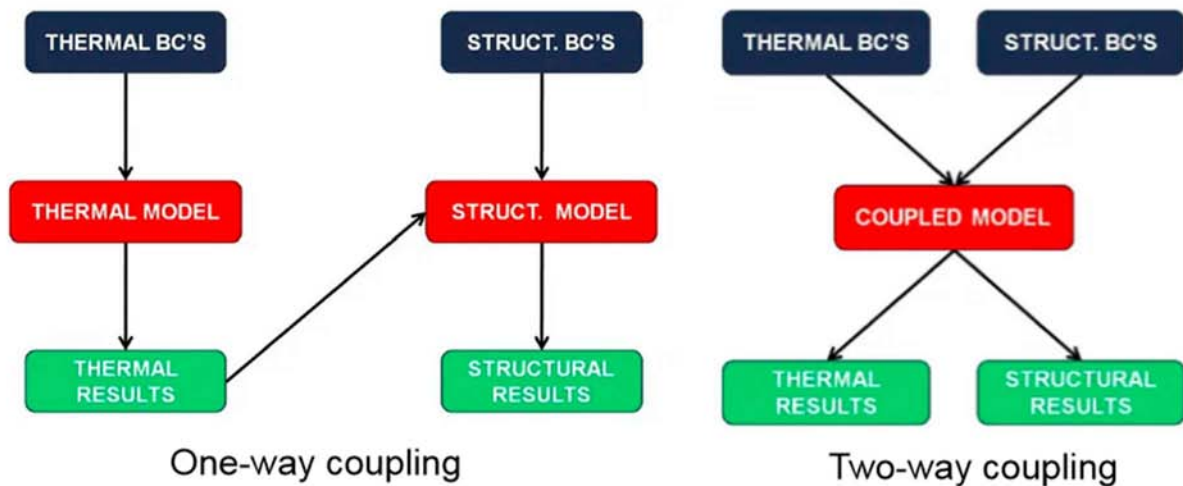 THERMAL BC'S
STRUCT. BC'S
THERMAL MODEL
STRUCT. MODEL
THERMAL
RESULTS
STRUCTURAL
RESULTS
One-way coupling
THERMAL BC'S
STRUCT. BC'S
COUPLED MODEL
THERMAL
RESULTS
STRUCTURAL
RESULTS
Two-way coupling